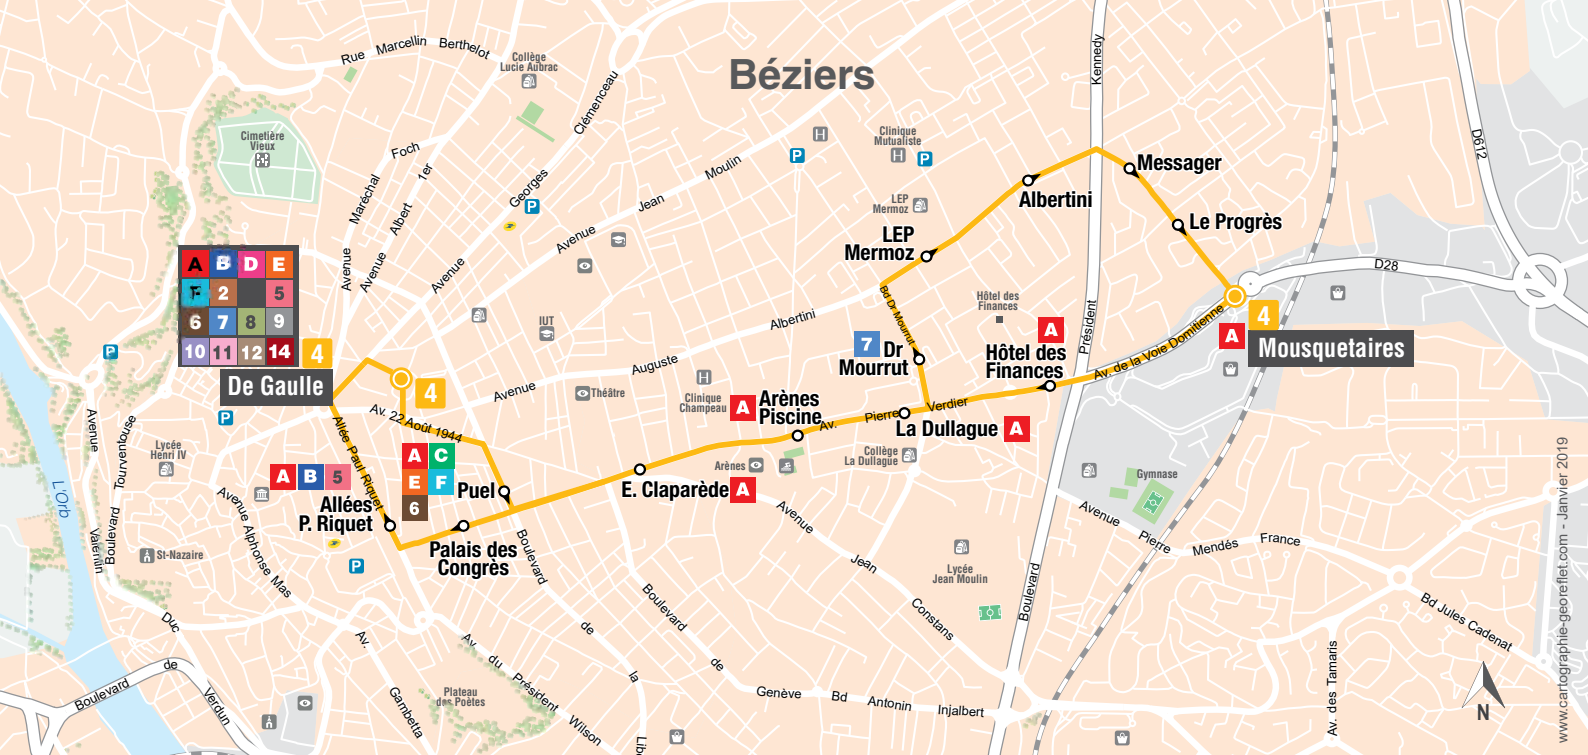 Béziers
Rue Marcellin Berthelot
Collège
Lucie Aubrac
Clémenceau
Kennedy
D612
Cimetière
Vieux
Foch
Maréchal
Avenue
1er
Albert
Avenue
Georges
Avenue
Moulin
Jean
Avenue
H
P
Clinique
Mutualiste
H
P
P
LEP
Mermoz
Messager
Albertini
Le Progrès
LEP
Mermoz
D28
A B D E
F 2 5
6 7 8 9
10 11 12 14
4
De Gaulle
4
Hôtel des
Finances
Bd Dr Mourrut
Albertini
Auguste
Avenue
IUT
Président
A
Hôtel des
Finances
Av. de la Voie Domitienne
4
A
Mousquetaires
7 Dr
Mourrut
H
Clinique
Champeau
Théâtre
A Arènes
Piscine
Av. Pierre Verdier
La Dullague A
Collège
La Dullague
Arènes
P
P
Av. 22 Août 1944
Allée Paul Riquet
A C
E F
6
Puel
A B 5
Allées
P. Riquet
Palais des
Congrès
E. Claparède A
Lycée
Henri IV
Avenue
Valentin
Duc
Boulevard Tourventouse
L'Orb
Avenue Alphonse Mas
St-Nazaire
P
Gymnase
Avenue Pierre Mendés France
Avenue Jean Constans
Lycée
Jean Moulin
Boulevard
Boulevard de la Libe
Boulevard de Genève
Bd Antonin Injalbert
Bd Jules Cadenat
Av. des Tamaris
Boulevard de Verdun
Av. Gambetta
Plateau
des Poètes
Av. du Président Wilson
N
www.cartographie-georeflet.com - Janvier 2019